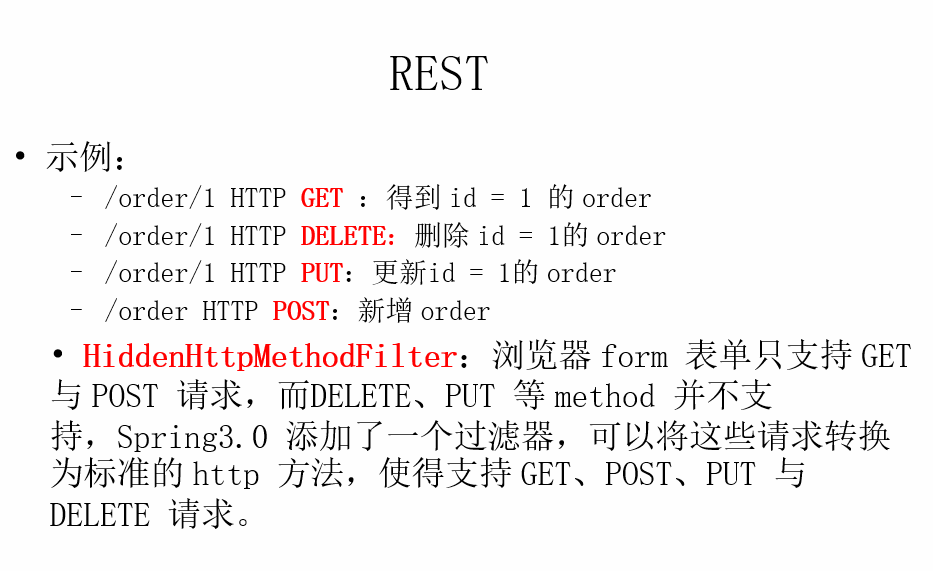 REST
• 示例：
– /order/1 HTTP GET ：得到 id = 1 的 order
– /order/1 HTTP DELETE：删除 id = 1的 order
– /order/1 HTTP PUT：更新id = 1的 order
– /order HTTP POST：新增 order
• HiddenHttpMethodFilter：浏览器 form 表单只支持 GET
与 POST 请求，而DELETE、PUT 等 method 并不支
持，Spring3.0 添加了一个过滤器，可以将这些请求转换
为标准的 http 方法，使得支持 GET、POST、PUT 与
DELETE 请求。